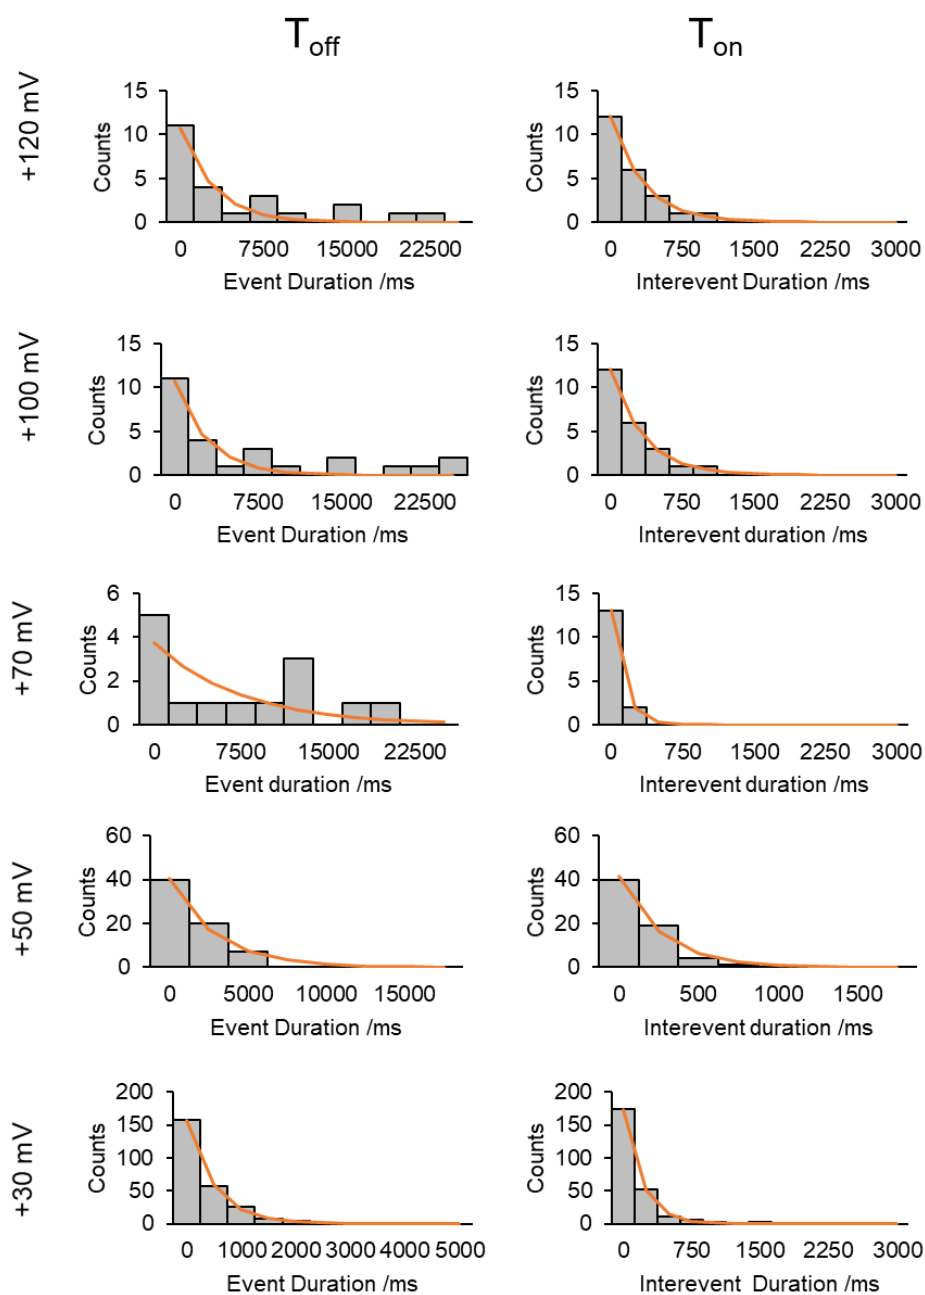 T_off
T_on
+120 mV
Counts
15
10
5
0
0 7500 15000 22500
Event Duration /ms
Counts
15
10
5
0
0 750 1500 2250 3000
Interevent Duration /ms
+100 mV
Counts
15
10
5
0
0 7500 15000 22500
Event Duration /ms
Counts
15
10
5
0
0 750 1500 2250 3000
Interevent duration /ms
+70 mV
Counts
6
4
2
0
0 7500 15000 22500
Event duration /ms
Counts
15
10
5
0
0 750 1500 2250 3000
Interevent duration /ms
+50 mV
Counts
60
40
20
0
0 5000 10000 15000
Event Duration /ms
Counts
60
40
20
0
0 500 1000 1500
Interevent duration /ms
+30 mV
Counts
200
150
100
50
0
0 1000 2000 3000 4000 5000
Event Duration /ms
Counts
200
150
100
50
0
0 750 1500 2250 3000
Interevent Duration /ms